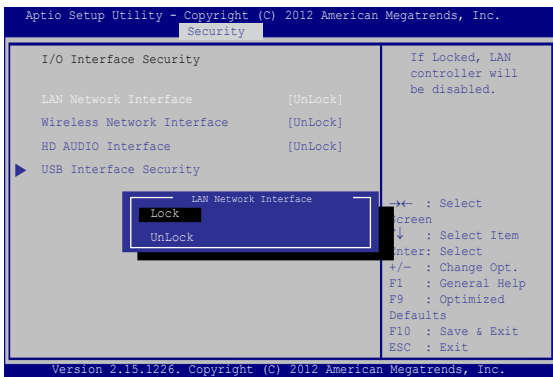 Aptio Setup Utility - Copyright (C) 2012 American Megatrends, Inc.
Security
I/O Interface Security
LAN Network Interface [UnLock]
Wireless Network Interface [UnLock]
HD AUDIO Interface [UnLock]
USB Interface Security
LAN Network Interface
Lock
UnLock
If Locked, LAN
controller will
be disabled.
→← : Select
Screen
↑↓ : Select Item
Enter: Select
+/— : Change Opt.
F1 : General Help
F9 : Optimized
Defaults
F10 : Save & Exit
ESC : Exit
Version 2.15.1226. Copyright (C) 2012 American Megatrends, Inc.